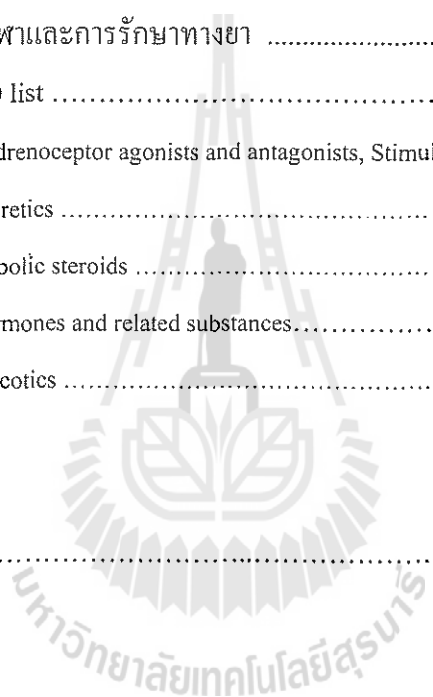 ฬาและการรักษาทางยา ........................
list ..........................................
drenoceptor agonists and antagonists, Stimul
retics ..........................................
bolic steroids ..................................
rmones and related substances..................
cotics ..........................................
..................................................
มหาวิทยาลัยเทคโนโลยีสุรนารี